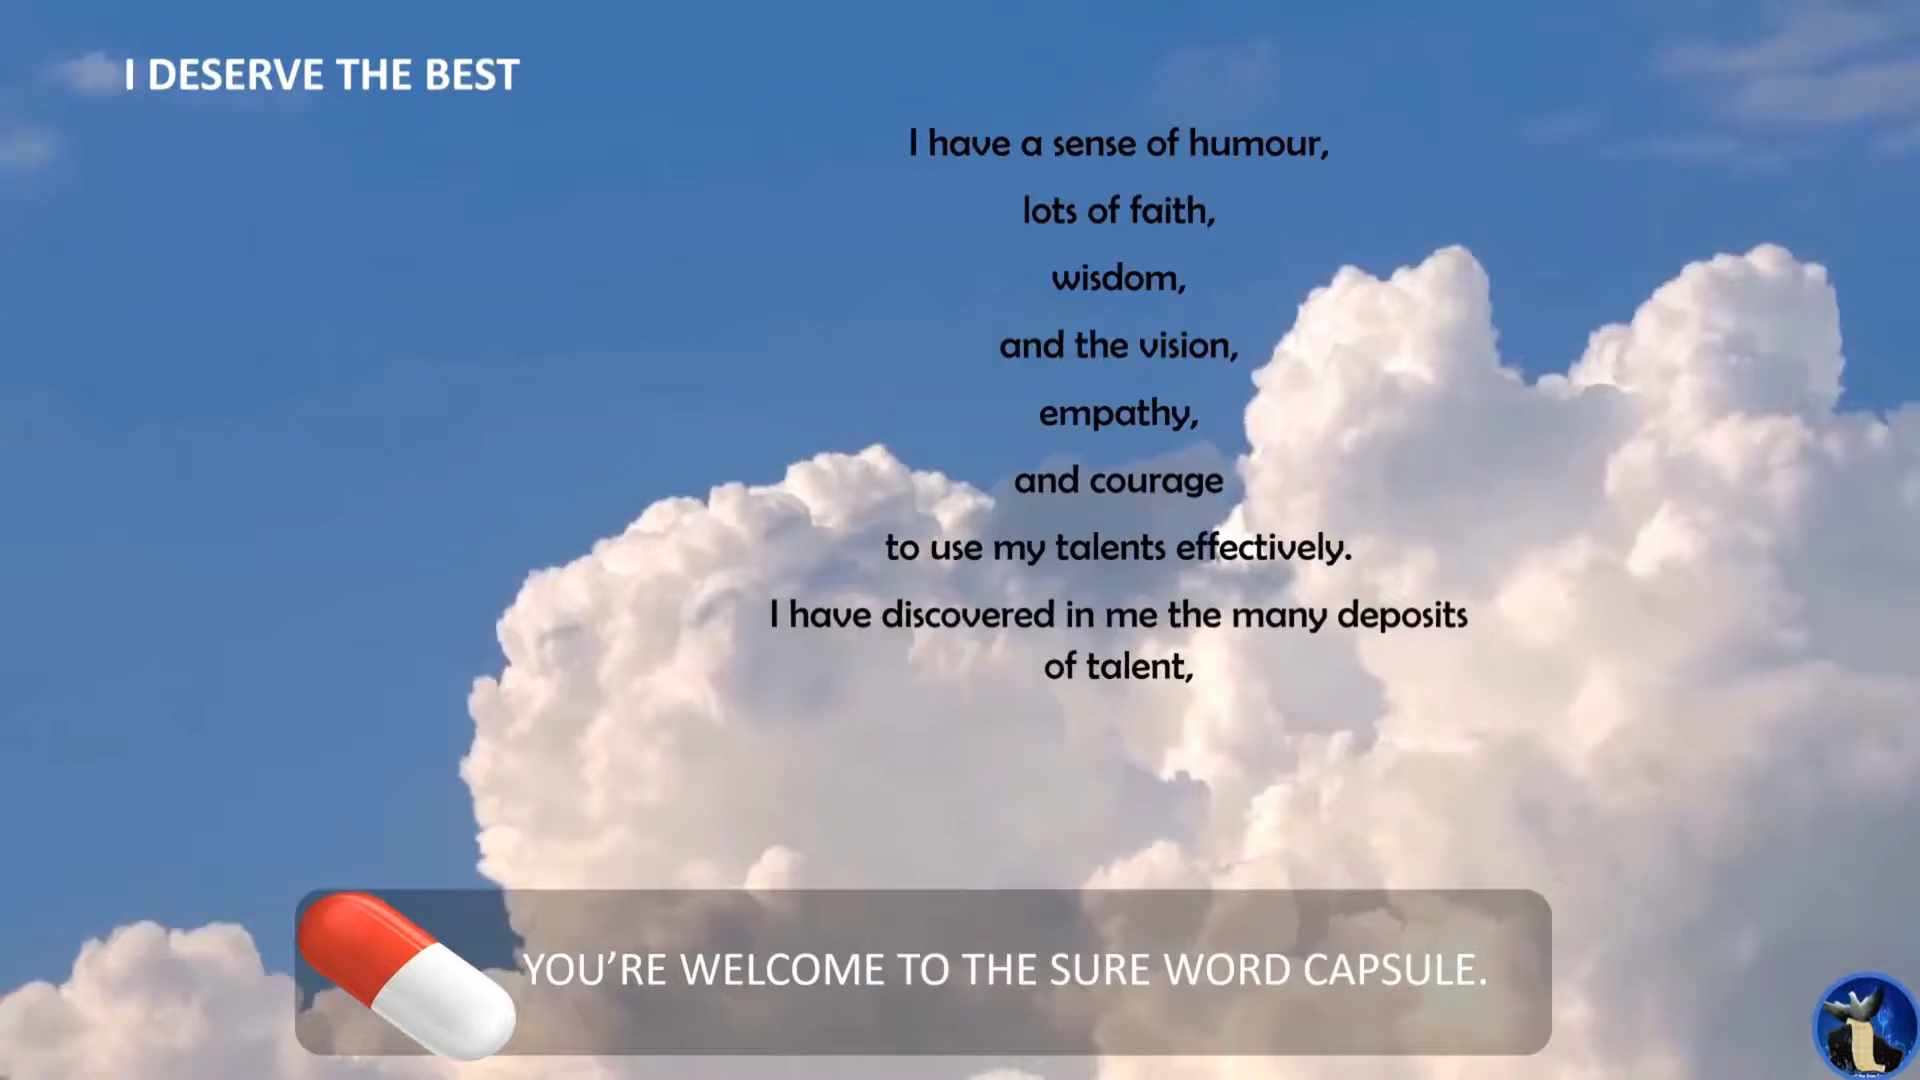 I DESERVE THE BEST
I have a sense of humour,
lots of faith,
wisdom,
and the vision,
empathy,
and courage
to use my talents effectively.
I have discovered in me the many deposits
of talent,
YOU’RE WELCOME TO THE SURE WORD CAPSULE.